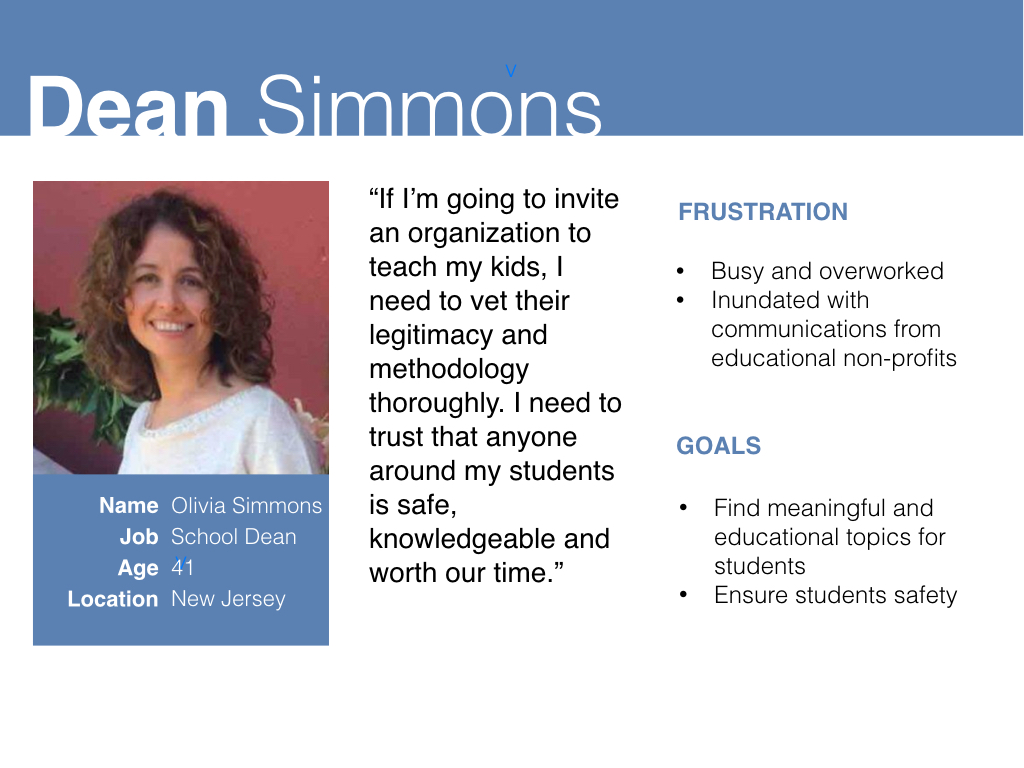 v
Dean Simmons
Name Olivia Simmons
Job School Dean
Age 41
Location New Jersey
“If I’m going to invite
an organization to
teach my kids, I
need to vet their
legitimacy and
methodology
thoroughly. I need to
trust that anyone
around my students
is safe,
knowledgeable and
worth our time.”
FRUSTRATION
• Busy and overworked
• Inundated with
communications from
educational non-profits
GOALS
• Find meaningful and
educational topics for
students
• Ensure students safety